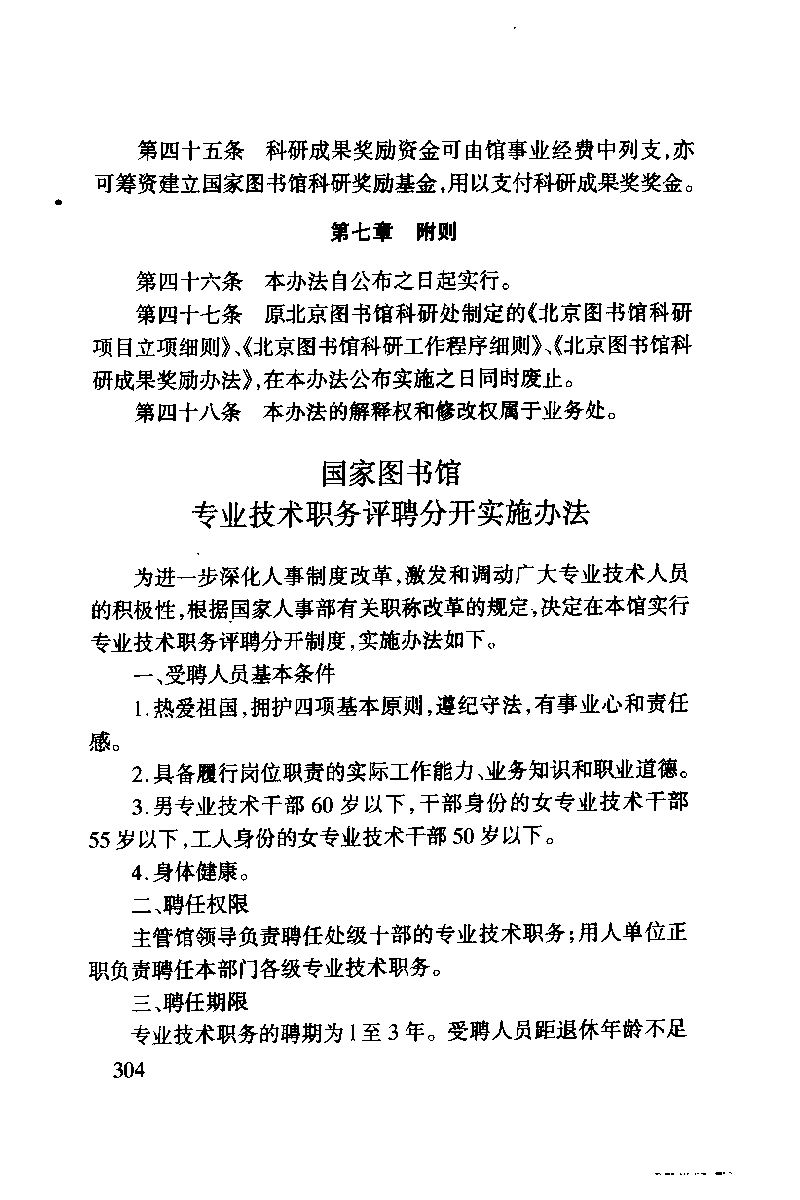 第四十五条　科研成果奖励资金可由馆事业经费中列支,亦
可筹资建立国家图书馆科研奖励基金,用以支付科研成果奖奖金。
第七章　附则
第四十六条　本办法自公布之日起实行。
第四十七条　原北京图书馆科研处制定的《北京图书馆科研
项目立项细则》、《北京图书馆科研工作程序细则》、《北京图书馆科
研成果奖励办法》,在本办法公布实施之日同时废止。
第四十八条　本办法的解释权和修改权属于业务处。
国家图书馆
专业技术职务评聘分开实施办法
为进一步深化人事制度改革,激发和调动广大专业技术人员
的积极性,根据国家人事部有关职称改革的规定,决定在本馆实行
专业技术职务评聘分开制度,实施办法如下。
一、受聘人员基本条件
1.热爱祖国,拥护四项基本原则,遵纪守法,有事业心和责任
感。
2.具备履行岗位职责的实际工作能力、业务知识和职业道德。
3.男专业技术干部 60 岁以下,干部身份的女专业技术干部
55 岁以下,工人身份的女专业技术干部 50 岁以下。
4.身体健康。
二、聘任权限
主管馆领导负责聘任处级干部的专业技术职务;用人单位正
职负责聘任本部门各级专业技术职务。
三、聘任期限
专业技术职务的聘期为 1 至 3 年。受聘人员距退休年龄不足
304